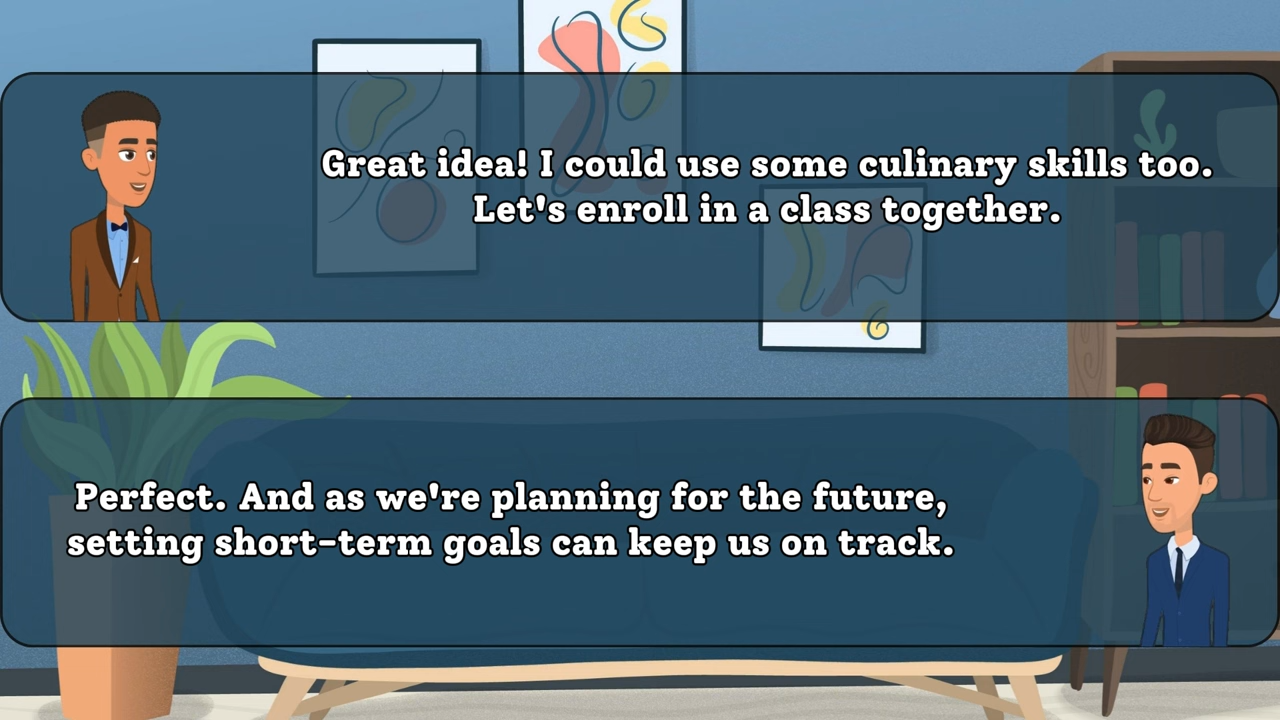 Great idea! I could use some culinary skills too.
Let's enroll in a class together.
Perfect. And as we're planning for the future,
setting short-term goals can keep us on track.